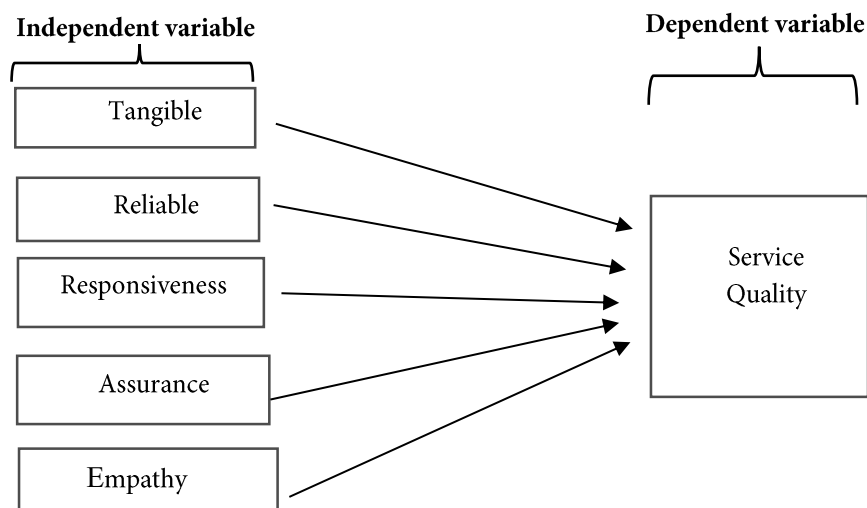 Independent variable
Dependent variable
Tangible
Reliable
Responsiveness
Assurance
Empathy
Service
Quality